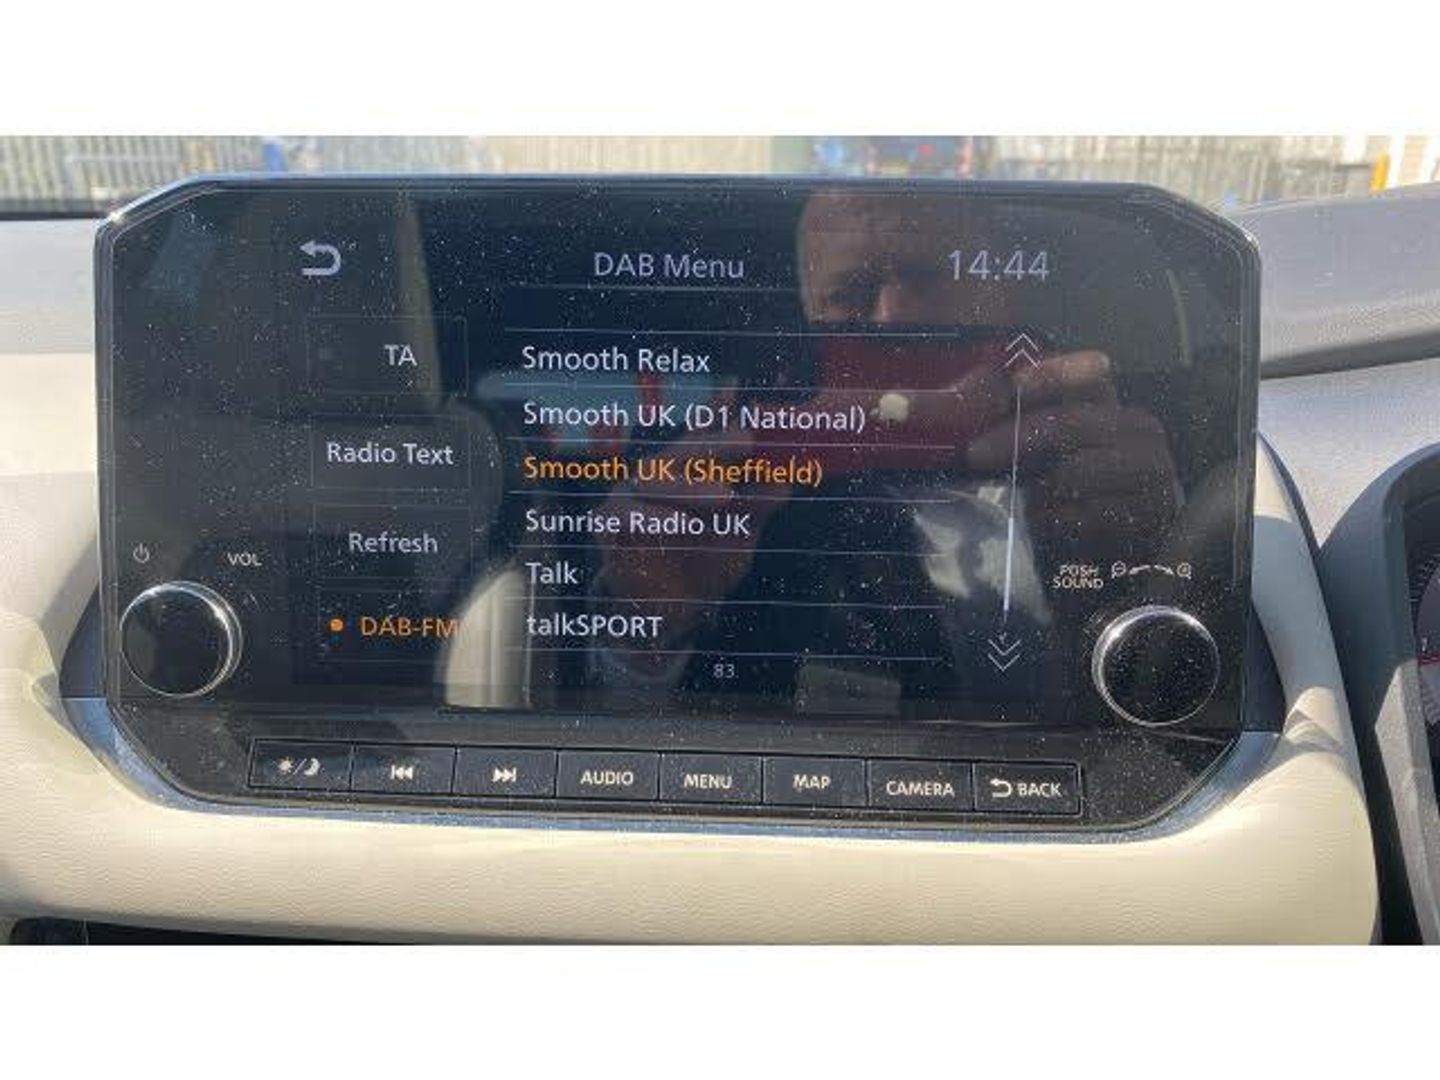 DAB Menu
14:44
TA
Smooth Relax
Smooth UK (D1 National)
Radio Text
Smooth UK (Sheffield)
Sunrise Radio UK
Refresh
Talk
DAB-FM
talkSPORT
83
VOL
PUSH
SOUND
AUDIO
MENU
MAP
CAMERA
BACK